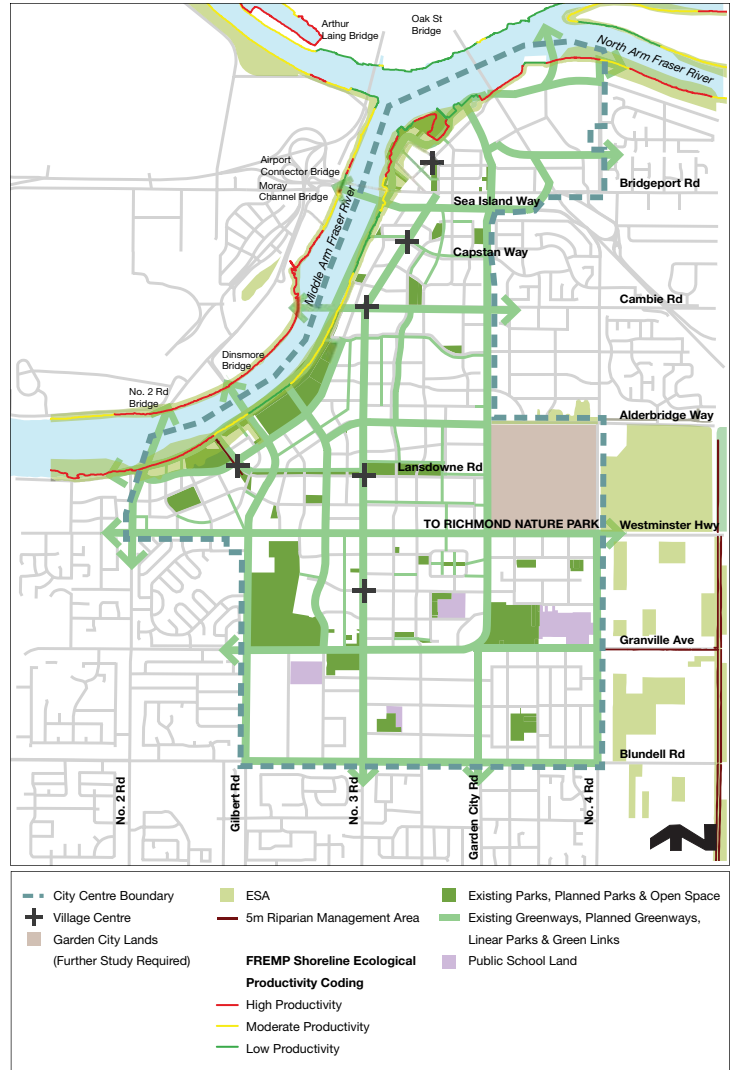 Arthur
Laing Bridge
Oak St
Bridge
North Arm Fraser River
Airport
Connector Bridge
Moray
Channel Bridge
Bridgeport Rd
Sea Island Way
Middle Arm Fraser River
Capstan Way
Cambie Rd
Dinsmore
Bridge
No. 2 Rd
Bridge
Alderbridge Way
Lansdowne Rd
TO RICHMOND NATURE PARK
Westminster Hwy
Granville Ave
Blundell Rd
No. 2 Rd
Gilbert Rd
No. 3 Rd
Garden City Rd
No. 4 Rd
N
City Centre Boundary
Village Centre
Garden City Lands
(Further Study Required)
ESA
5m Riparian Management Area
FREMP Shoreline Ecological
Productivity Coding
High Productivity
Moderate Productivity
Low Productivity
Existing Parks, Planned Parks & Open Space
Existing Greenways, Planned Greenways,
Linear Parks & Green Links
Public School Land